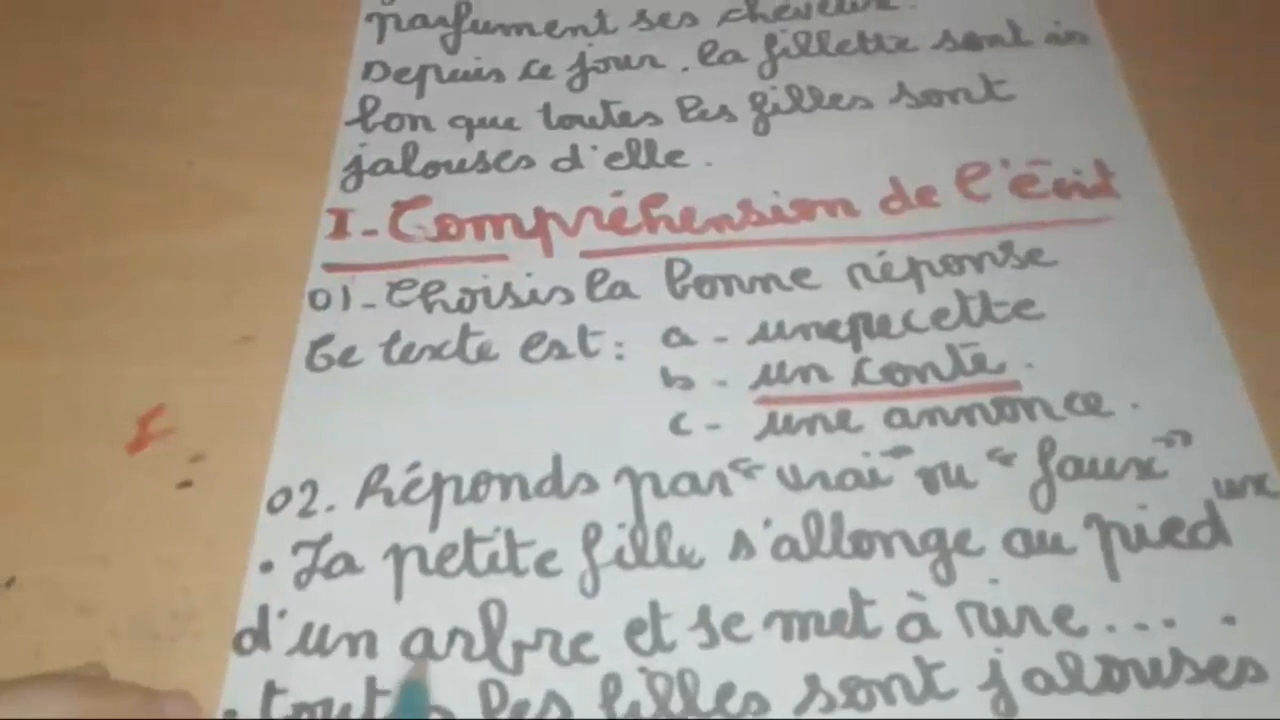 parfument ses cheveux.
Depuis ce jour, la fillette sent si
bon que toutes les filles sont
jalouses d'elle.
I-Compréhension de l'écrit
01-Choisis la bonne réponse
Ce texte est: a- une recette
b- un conte.
c- une annonce.
02. Réponds par "vrai" ou "faux"
• La petite fille s'allonge au pied
d'un arbre et se met à rire....
• toutes les filles sont jalouses